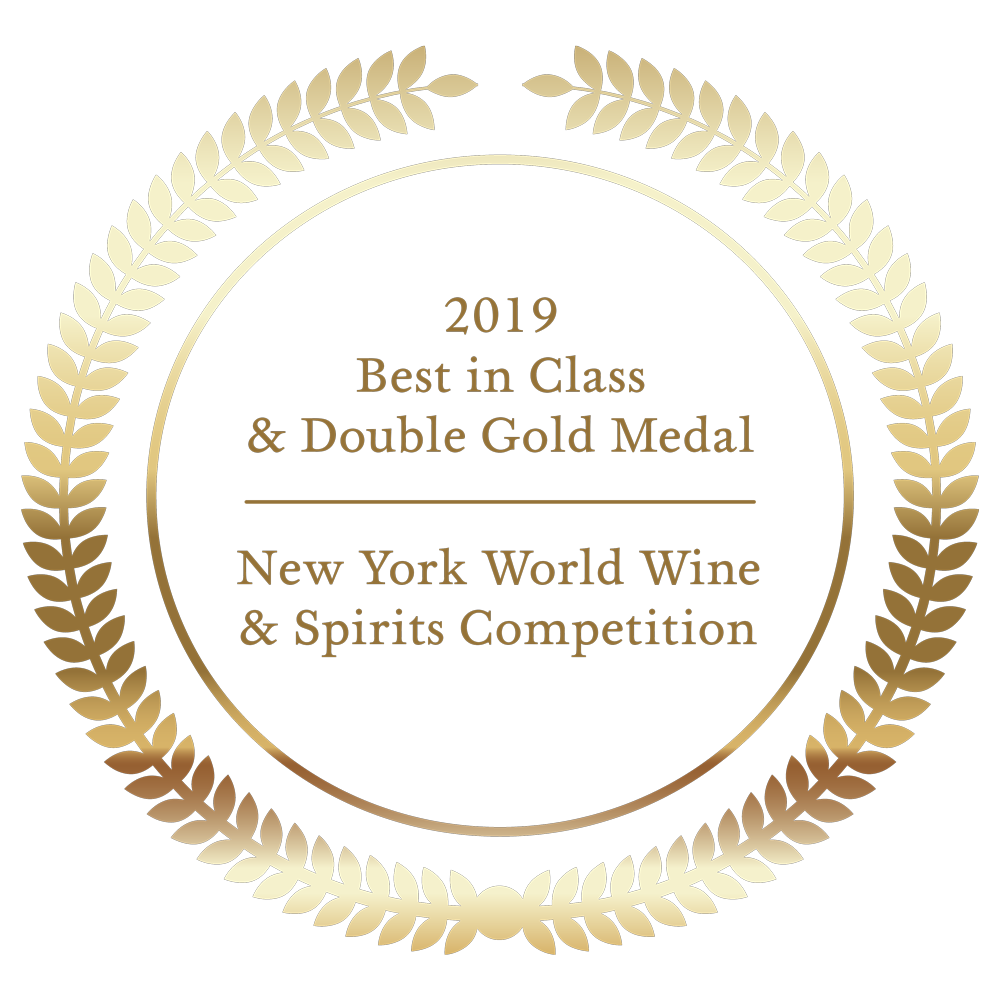 2019
Best in Class
& Double Gold Medal
New York World Wine
& Spirits Competition